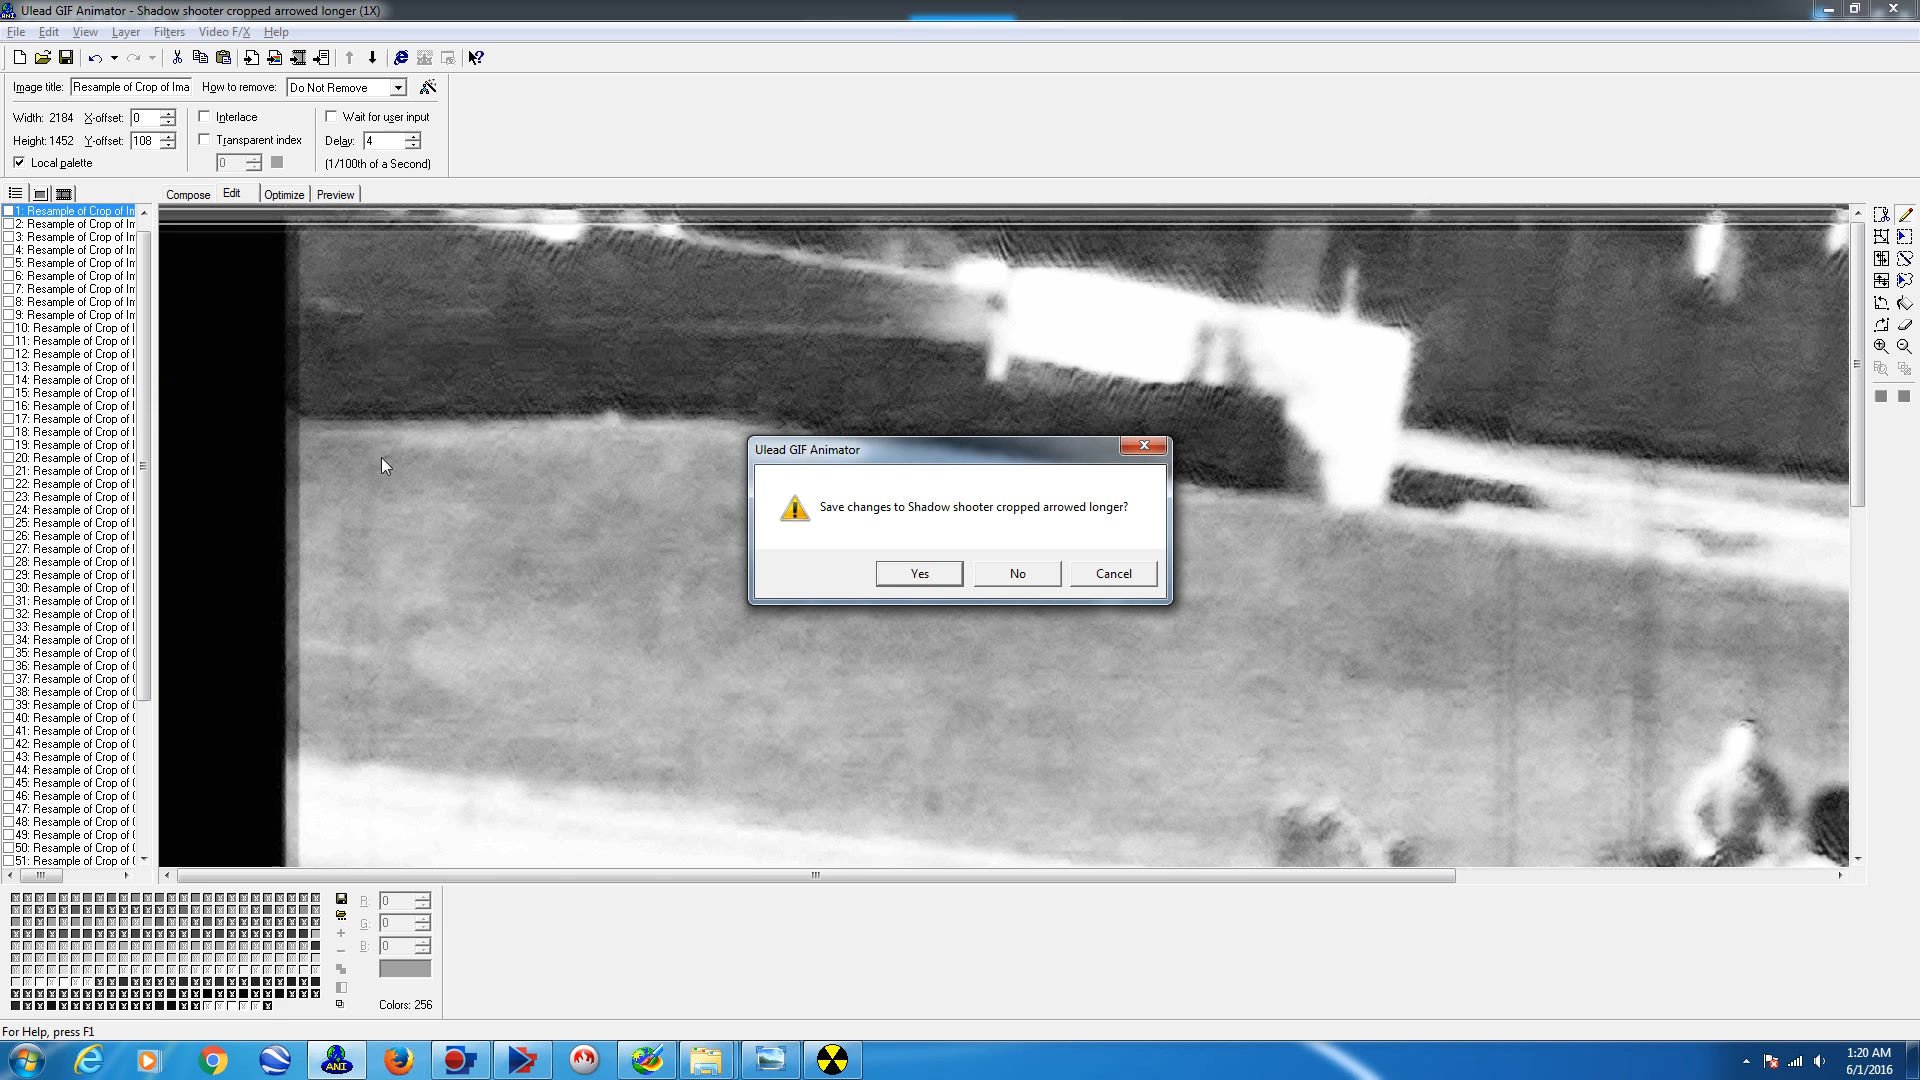 Ulead GIF Animator - Shadow shooter cropped arrowed longer (1X)
File Edit View Layer Filters Video F/X Help
Image title: Resample of Crop of Ima How to remove: Do Not Remove
Width: 2184 X-offset: 0 Interlace Wait for user input
Height: 1452 Y-offset: 108 Transparent index Delay: 4
Local palette 0 (1/100th of a Second)
Compose Edit Optimize Preview
1: Resample of Crop of Im
2: Resample of Crop of Im
3: Resample of Crop of Im
4: Resample of Crop of Im
5: Resample of Crop of Im
6: Resample of Crop of Im
7: Resample of Crop of Im
8: Resample of Crop of Im
9: Resample of Crop of Im
10: Resample of Crop of I
11: Resample of Crop of I
12: Resample of Crop of I
13: Resample of Crop of I
14: Resample of Crop of I
15: Resample of Crop of I
16: Resample of Crop of I
17: Resample of Crop of I
18: Resample of Crop of I
19: Resample of Crop of I
20: Resample of Crop of I
21: Resample of Crop of I
22: Resample of Crop of I
23: Resample of Crop of I
24: Resample of Crop of I
25: Resample of Crop of I
26: Resample of Crop of I
27: Resample of Crop of I
28: Resample of Crop of I
29: Resample of Crop of I
30: Resample of Crop of I
31: Resample of Crop of I
32: Resample of Crop of I
33: Resample of Crop of I
34: Resample of Crop of I
35: Resample of Crop of
36: Resample of Crop of
37: Resample of Crop of
38: Resample of Crop of
39: Resample of Crop of
40: Resample of Crop of
41: Resample of Crop of
42: Resample of Crop of
43: Resample of Crop of
44: Resample of Crop of
45: Resample of Crop of
46: Resample of Crop of
47: Resample of Crop of
48: Resample of Crop of
49: Resample of Crop of
50: Resample of Crop of
51: Resample of Crop of
Ulead GIF Animator
Save changes to Shadow shooter cropped arrowed longer?
Yes No Cancel
R: 0
G: 0
B: 0
Colors: 256
For Help, press F1
ANI
1:20 AM
6/1/2016